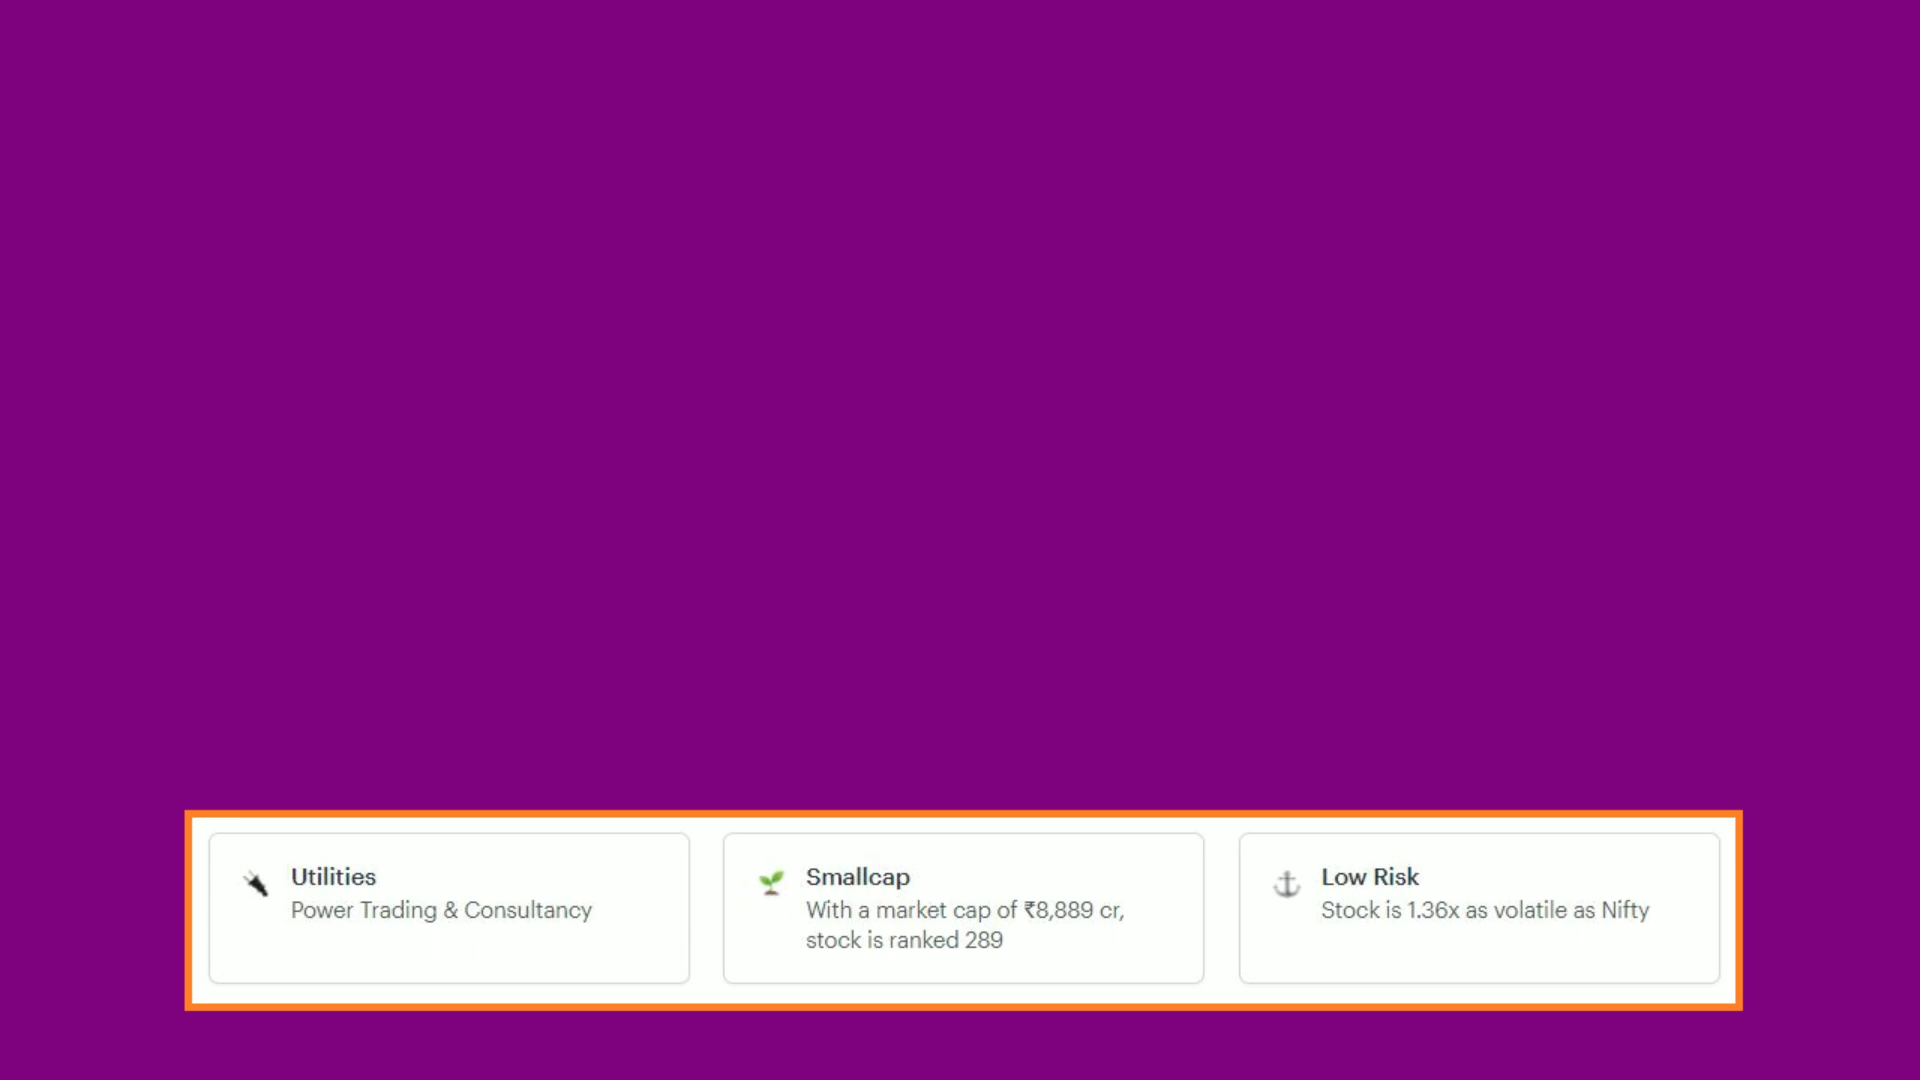 Utilities
Power Trading & Consultancy
Smallcap
With a market cap of ₹8,889 cr,
stock is ranked 289
Low Risk
Stock is 1.36x as volatile as Nifty